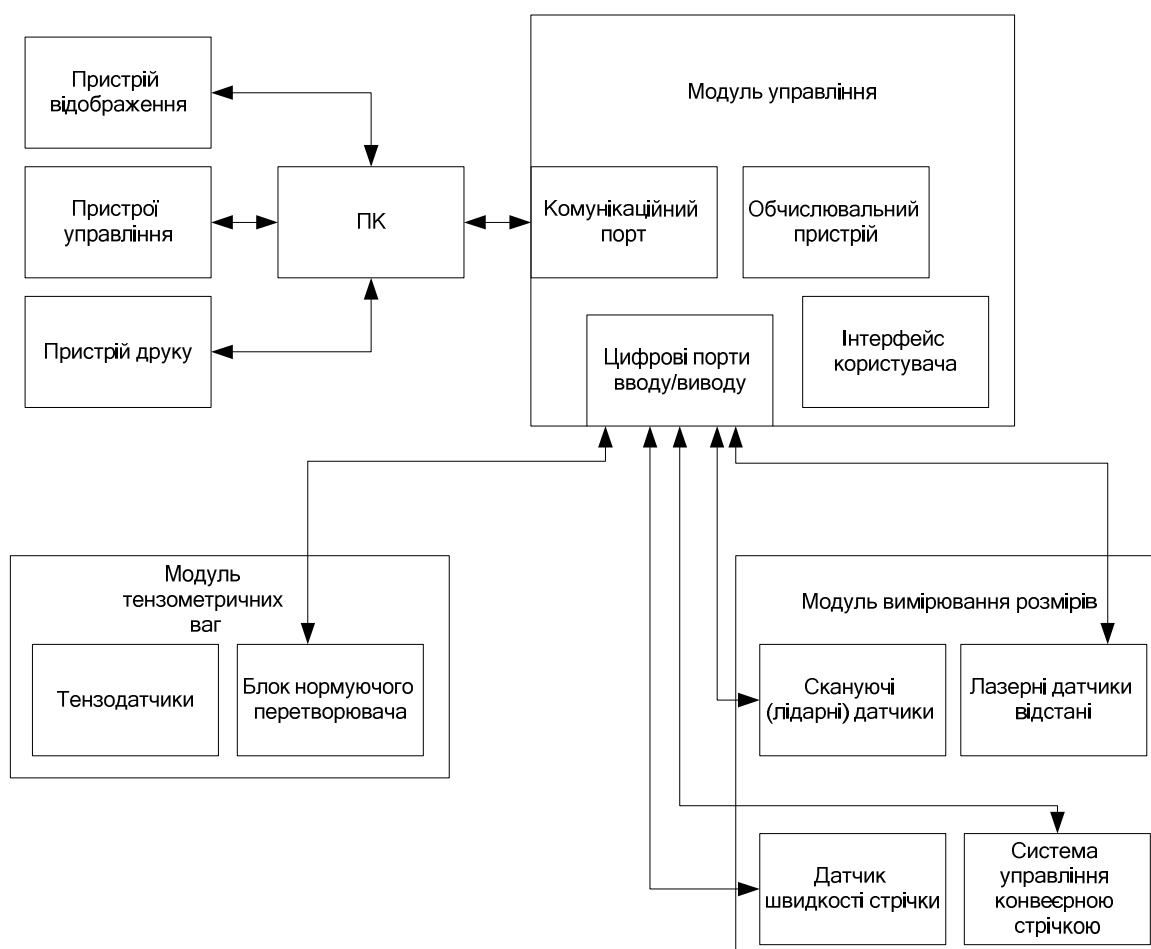 Пристрій
відображення
Модуль управління
Пристрої
управління
ПК
Комунікаційний
порт
Обчислювальний
пристрій
Пристрій друку
Цифрові порти
вводу/виводу
Інтерфейс
користувача
Модуль
тензометричних
ваг
Модуль вимірювання розмірів
Тензодатчики
Блок нормуючого
перетворювача
Скануючі
(лідарні) датчики
Лазерні датчики
відстані
Датчик
швидкості стрічки
Система
управління
конвеєрною
стрічкою